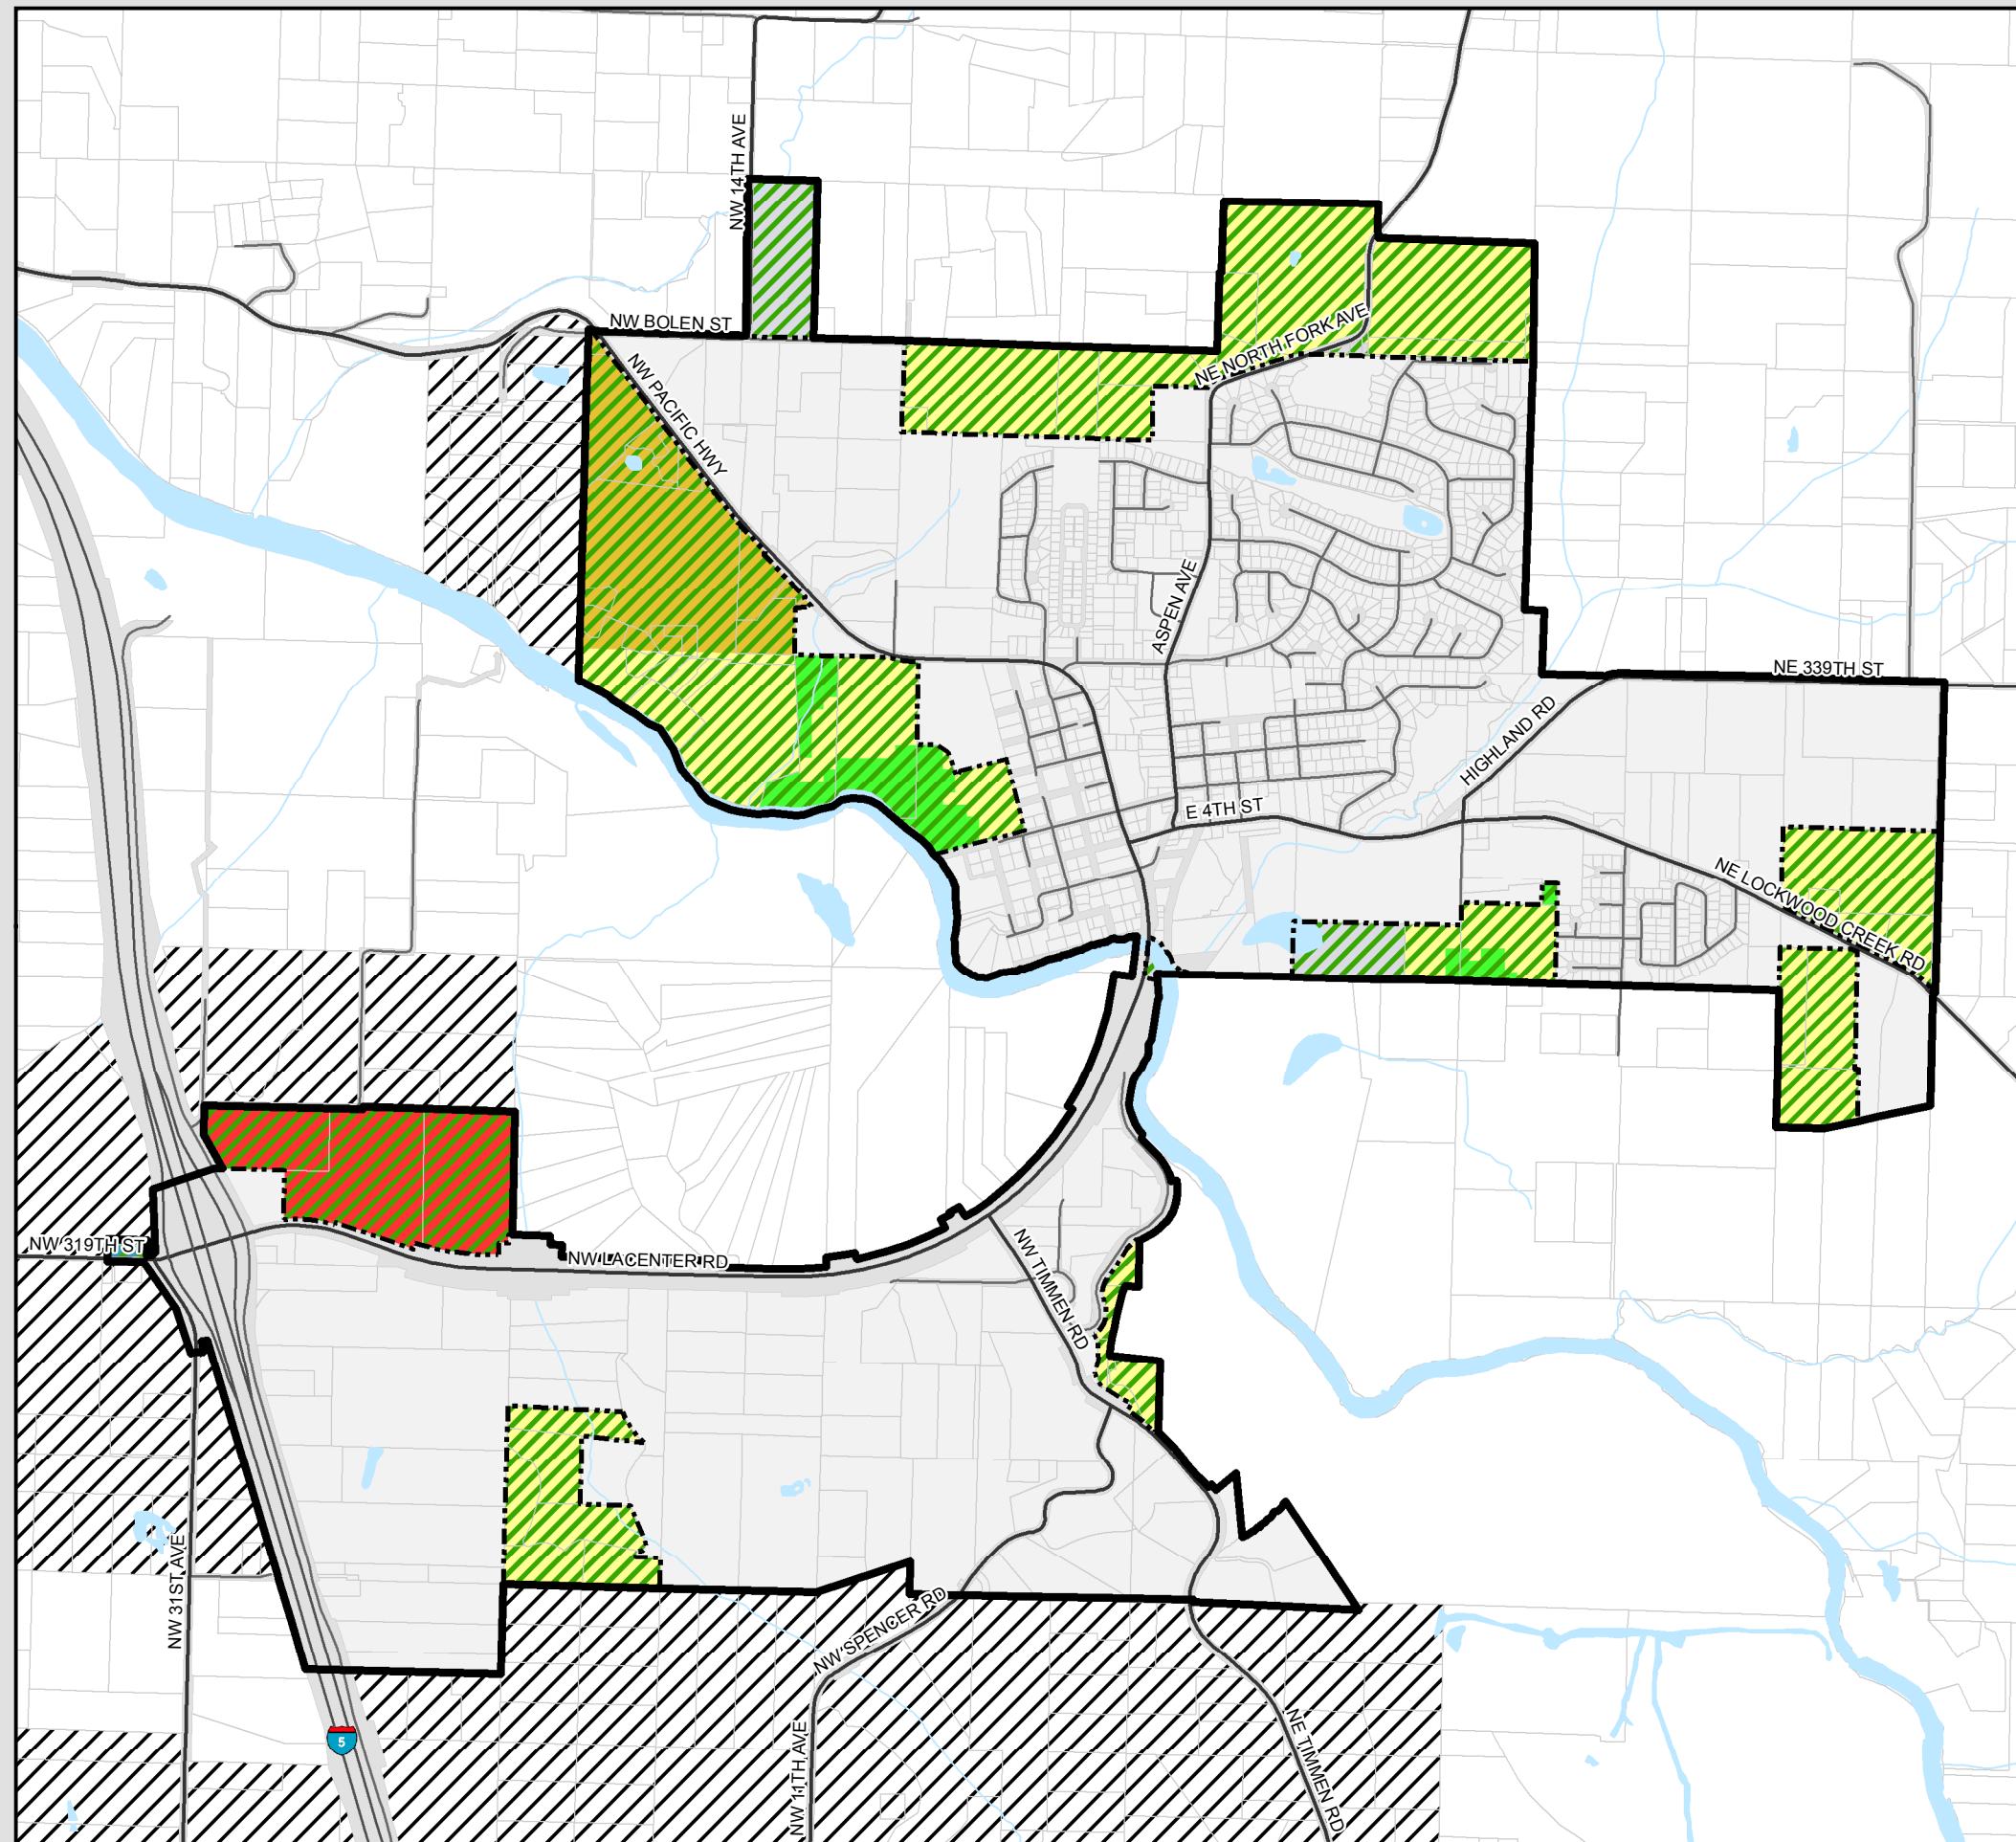 NW 14TH AVE
NW BOLEN ST
NE NORTH FORK AVE
NW PACIFIC HWY
ASPEN AVE
NE 339TH ST
HIGHLAND RD
E 4TH ST
NE LOCKWOOD CREEK RD
NW 319TH ST
NW LACENTER RD
NW TIMMEN RD
NW 31ST AVE
NW SPENCER RD
5
NW 11TH AVE
NE TIMMEN RD